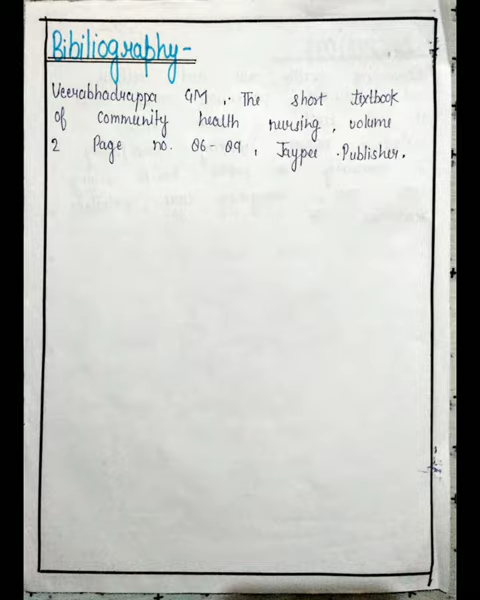 Bibiliography-
Veerabhadrappa GM. The short textbook
of community health nursing, volume
2 Page no. 06-09, Jaypee Publisher.